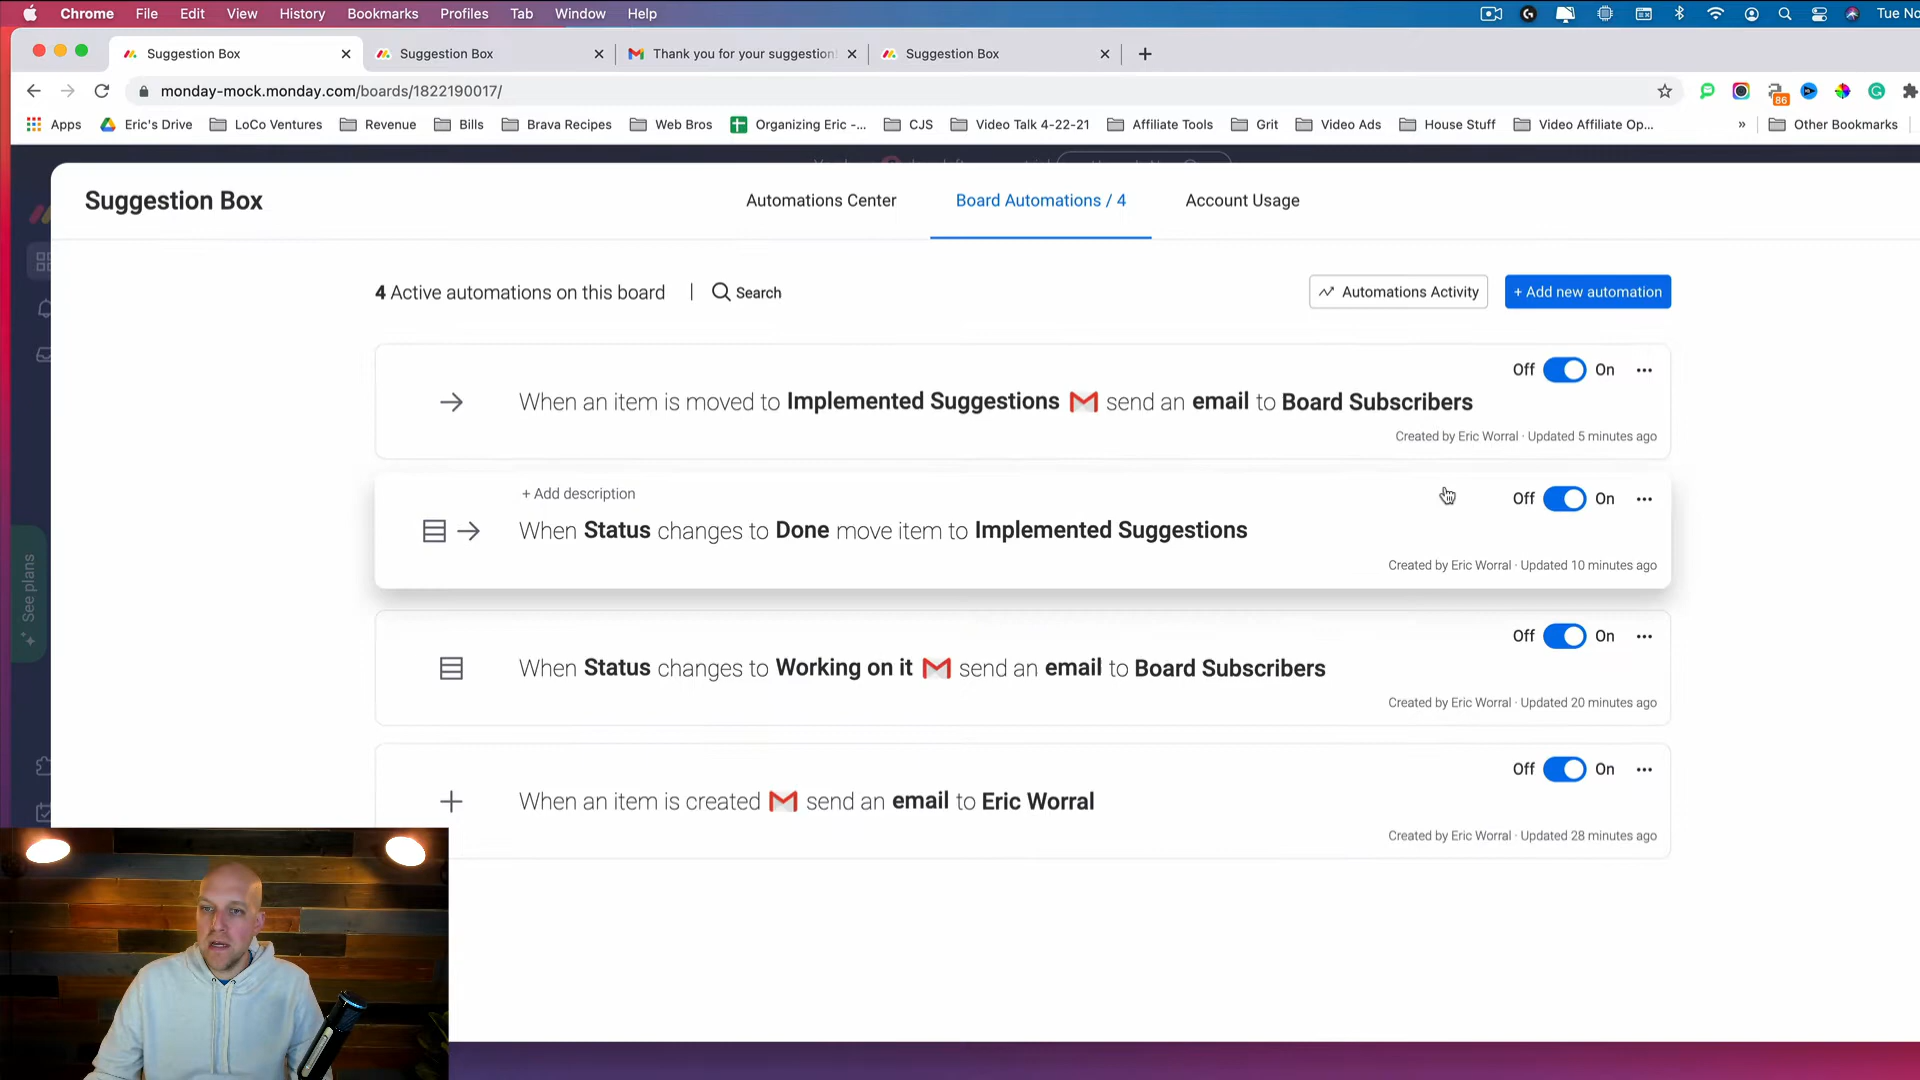 Chrome File Edit View History Bookmarks Profiles Tab Window Help Tue No
Suggestion Box Suggestion Box Thank you for your suggestion Suggestion Box
monday-mock.monday.com/boards/1822190017/ 86
Apps Eric's Drive LoCo Ventures Revenue Bills Brava Recipes Web Bros Organizing Eric -... CJS Video Talk 4-22-21 Affiliate Tools Grit Video Ads House Stuff Video Affiliate Op... » Other Bookmarks
Suggestion Box Automations Center Board Automations / 4 Account Usage
4 Active automations on this board | Search Automations Activity + Add new automation
Off On ...
When an item is moved to Implemented Suggestions send an email to Board Subscribers
Created by Eric Worral · Updated 5 minutes ago
+ Add description Off On ...
When Status changes to Done move item to Implemented Suggestions
Created by Eric Worral · Updated 10 minutes ago
See plans
Off On ...
When Status changes to Working on it send an email to Board Subscribers
Created by Eric Worral · Updated 20 minutes ago
Off On ...
When an item is created send an email to Eric Worral
Created by Eric Worral · Updated 28 minutes ago